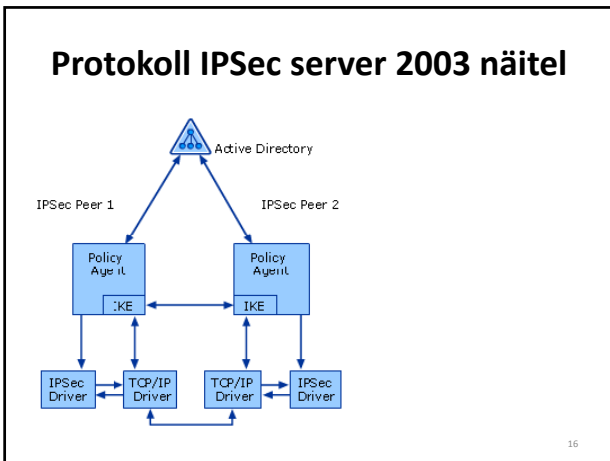 Protokoll IPSec server 2003 näitel
Active Directory
IPSec Peer 1
IPSec Peer 2
Policy
Agent
IKE
Policy
Agent
IKE
IPSec
Driver
TCP/IP
Driver
TCP/IP
Driver
IPSec
Driver
16